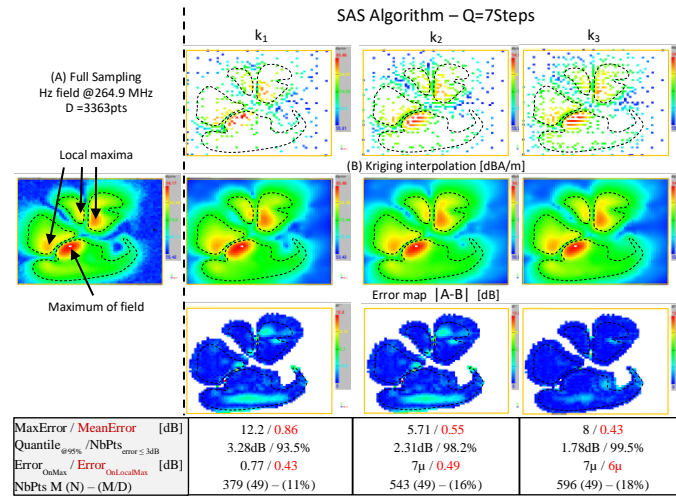 SAS Algorithm – Q=7Steps
k1
k2
k3
(A) Full Sampling
Hz field @264.9 MHz
D =3363pts
Local maxima
(B) Kriging interpolation [dBA/m]
Maximum of field
Error map |A-B| [dB]
MaxError / MeanError [dB] 12.2 / 0.86 5.71 / 0.55 8 / 0.43
Quantile@95% /NbPtserror ≤ 3dB 3.28dB / 93.5% 2.31dB / 98.2% 1.78dB / 99.5%
ErrorOnMax / ErrorOnLocalMax [dB] 0.77 / 0.43 7μ / 0.49 7μ / 6μ
NbPts M (N) – (M/D) 379 (49) – (11%) 543 (49) – (16%) 596 (49) – (18%)